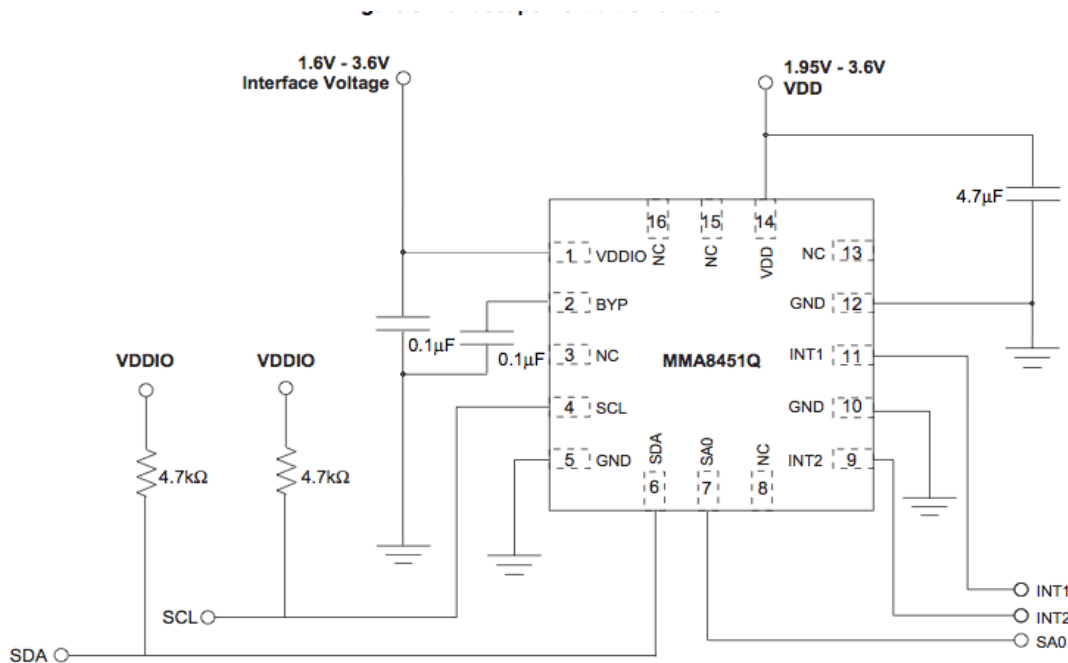 1.6V - 3.6V
Interface Voltage
1.95V - 3.6V
VDD
4.7μF
16
15
14
NC
NC
VDD
1 VDDIO
NC 13
2 BYP
GND 12
0.1μF
0.1μF
3 NC
MMA8451Q
INT1 11
VDDIO
VDDIO
4 SCL
GND 10
5 GND
SDA
SA0
NC
INT2 9
6
7
8
4.7kΩ
4.7kΩ
INT1
SCL
INT2
SA0
SDA